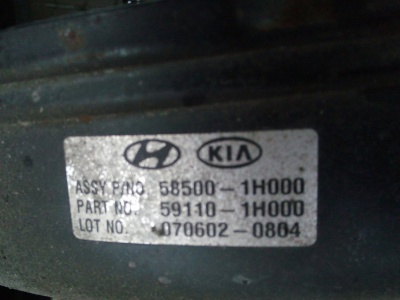 KIA
ASSY P/NO 58500-1H000
PART NO. 59110-1H000
LOT NO. 070602-0804